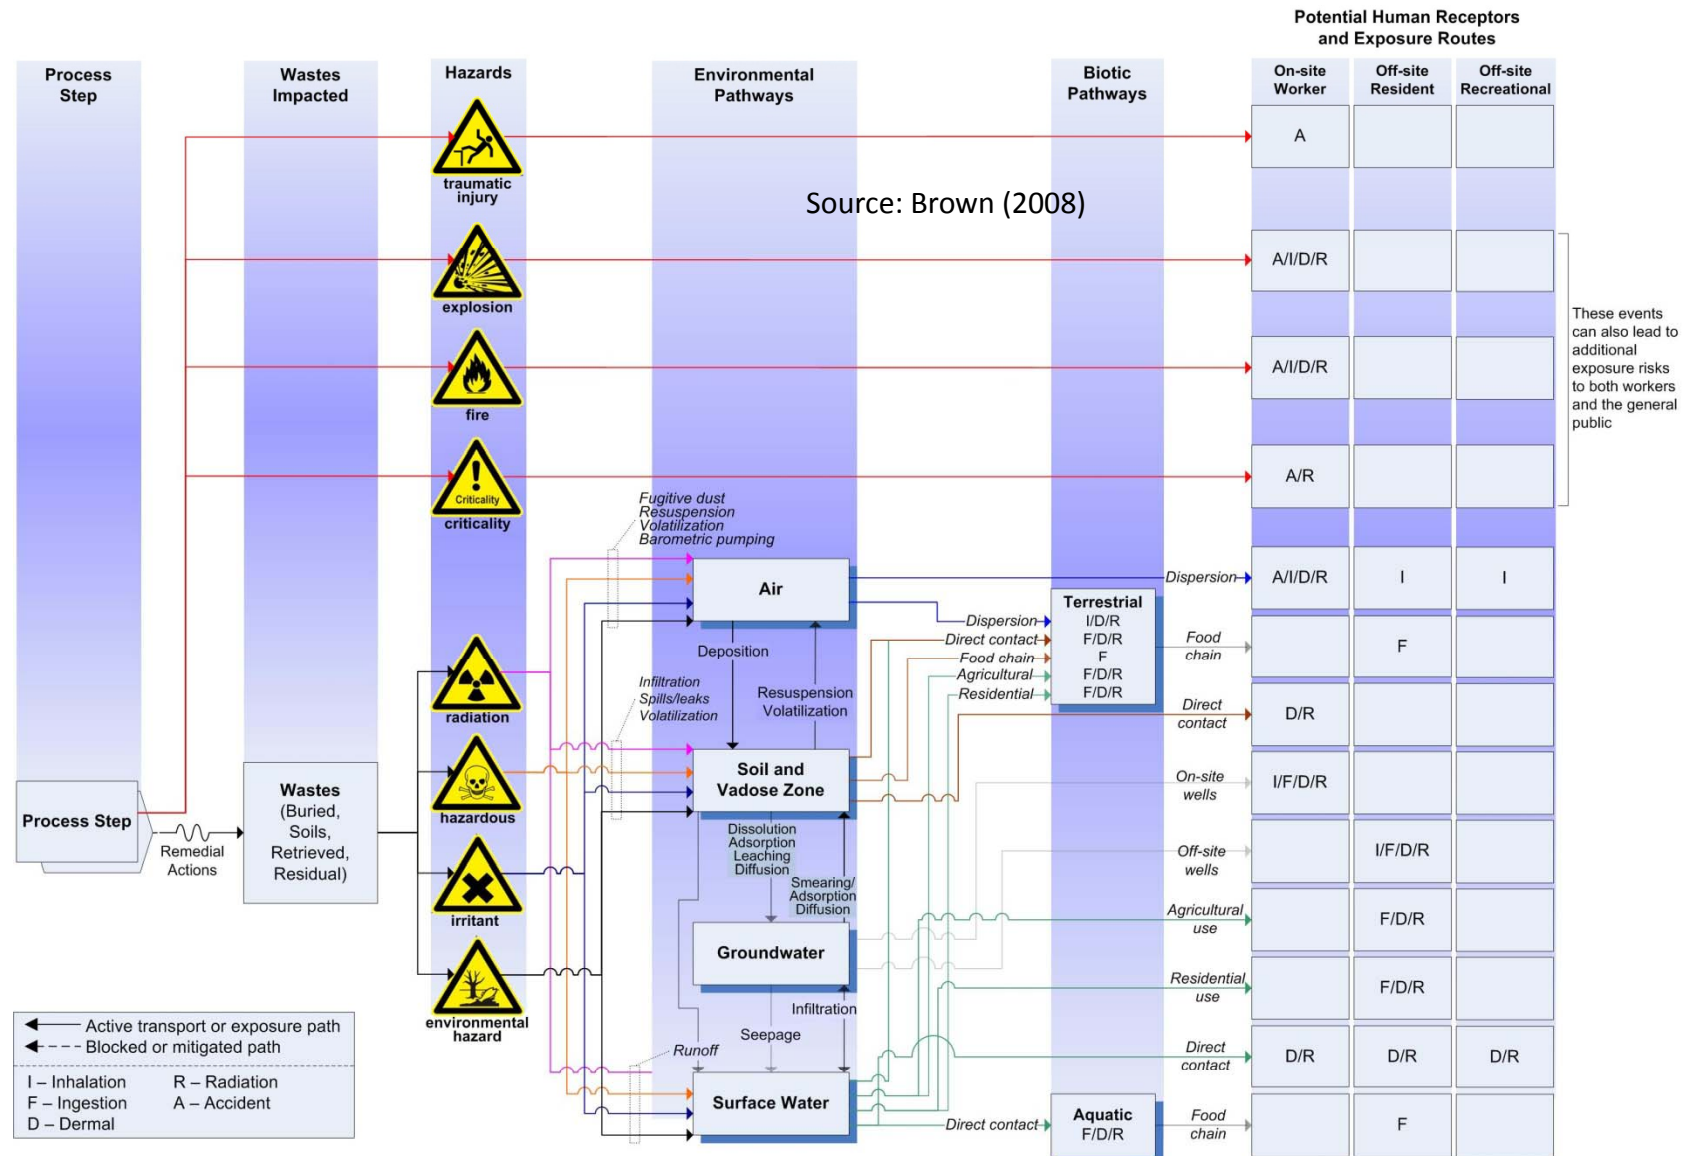 Potential Human Receptors
and Exposure Routes
Process
Step
Wastes
Impacted
Hazards
Environmental
Pathways
Biotic
Pathways
On-site
Worker
Off-site
Resident
Off-site
Recreational
traumatic
injury
A
Source: Brown (2008)
explosion
A/I/D/R
fire
A/I/D/R
Criticality
criticality
A/R
These events
can also lead to
additional
exposure risks
to both workers
and the general
public
Fugitive dust
Resuspension
Volatilization
Barometric pumping
Air
Dispersion
A/I/D/R
I
I
Terrestrial
I/D/R
F/D/R
F
F/D/R
F/D/R
Dispersion
Direct contact
Food chain
Agricultural
Residential
Food
chain
F
Deposition
Resuspension
Volatilization
Infiltration
Spills/leaks
Volatilization
radiation
Direct
contact
D/R
Process Step
Remedial
Actions
Wastes
(Buried,
Soils,
Retrieved,
Residual)
hazardous
Soil and
Vadose Zone
On-site
wells
I/F/D/R
Dissolution
Adsorption
Leaching
Diffusion
Smearing/
Adsorption
Diffusion
Off-site
wells
I/F/D/R
irritant
Agricultural
use
F/D/R
Groundwater
Residential
use
F/D/R
environmental
hazard
Infiltration
Seepage
Runoff
Direct
contact
D/R
D/R
D/R
Surface Water
Direct contact
Aquatic
F/D/R
Food
chain
F
Active transport or exposure path
Blocked or mitigated path
I – Inhalation
R – Radiation
F – Ingestion
A – Accident
D – Dermal